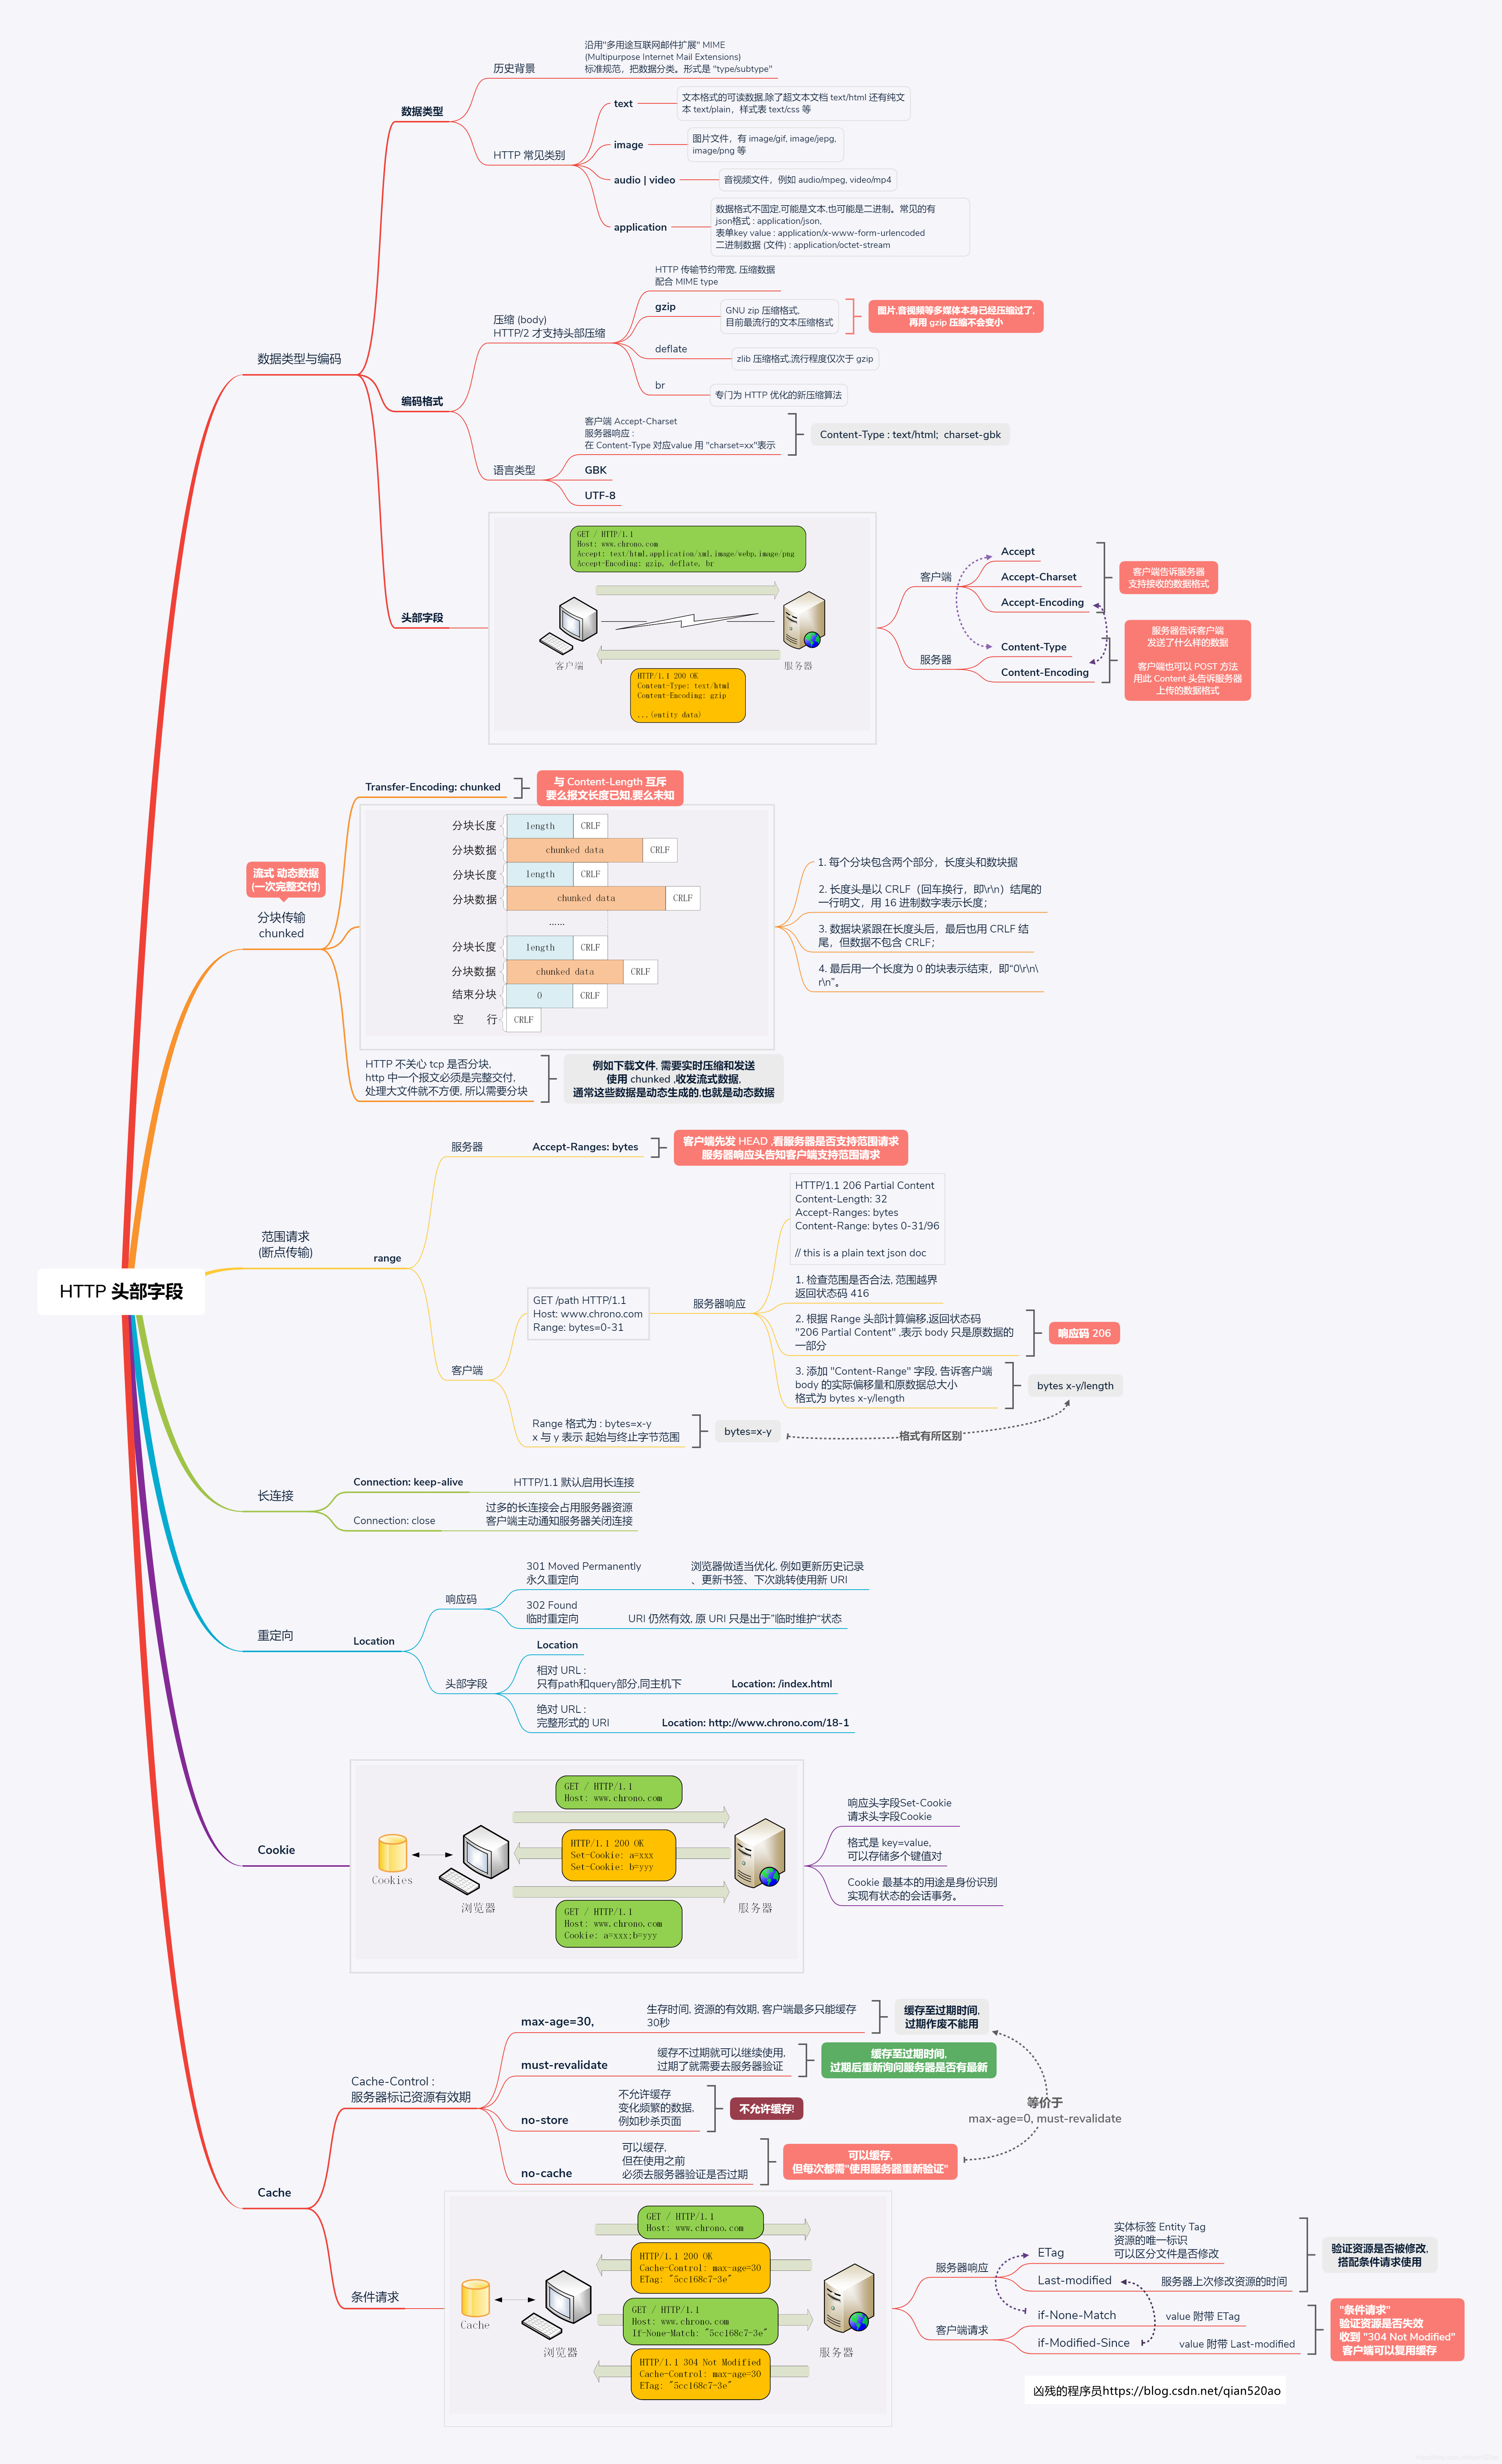 HTTP 头部字段
数据类型与编码
数据类型
历史背景
沿用"多用途互联网邮件扩展" MIME
(Multipurpose Internet Mail Extensions)
标准规范，把数据分类。形式是 "type/subtype"
HTTP 常见类别
text
文本格式的可读数据,除了超文本文档 text/html 还有纯文
本 text/plain，样式表 text/css 等
image
图片文件，有 image/gif, image/jepg,
image/png 等
audio | video
音视频文件，例如 audio/mpeg, video/mp4
application
数据格式不固定,可能是文本,也可能是二进制。常见的有
json格式 : application/json,
表单key value : application/x-www-form-urlencoded
二进制数据 (文件) : application/octet-stream
编码格式
压缩 (body)
HTTP/2 才支持头部压缩
HTTP 传输节约带宽, 压缩数据
配合 MIME type
gzip
GNU zip 压缩格式,
目前最流行的文本压缩格式
图片,音视频等多媒体本身已经压缩过了,
再用 gzip 压缩不会变小
deflate
zlib 压缩格式,流行程度仅次于 gzip
br
专门为 HTTP 优化的新压缩算法
语言类型
客户端 Accept-Charset
服务器响应 :
在 Content-Type 对应value 用 "charset=xx"表示
Content-Type : text/html;  charset-gbk
GBK
UTF-8
头部字段
GET / HTTP/1.1
Host: www.chrono.com
Accept: text/html,application/xml,image/webp,image/png
Accept-Encoding: gzip, deflate, br
客户端
服务器
HTTP/1.1 200 OK
Content-Type: text/html
Content-Encoding: gzip
...(entity data)
客户端
Accept
Accept-Charset
Accept-Encoding
客户端告诉服务器
支持接收的数据格式
服务器
Content-Type
Content-Encoding
服务器告诉客户端
发送了什么样的数据
客户端也可以 POST 方法
用此 Content 头告诉服务器
上传的数据格式
流式 动态数据
(一次完整交付)
分块传输
chunked
Transfer-Encoding: chunked
与 Content-Length 互斥
要么报文长度已知,要么未知
分块长度 length CRLF
分块数据 chunked data CRLF
分块长度 length CRLF
分块数据 chunked data CRLF
……
分块长度 length CRLF
分块数据 chunked data CRLF
结束分块 0 CRLF
空 行 CRLF
1. 每个分块包含两个部分，长度头和数块据
2. 长度头是以 CRLF（回车换行，即\r\n）结尾的
一行明文，用 16 进制数字表示长度；
3. 数据块紧跟在长度头后，最后也用 CRLF 结
尾，但数据不包含 CRLF；
4. 最后用一个长度为 0 的块表示结束，即“0\r\n\
r\n”。
HTTP 不关心 tcp 是否分块,
http 中一个报文必须是完整交付,
处理大文件就不方便, 所以需要分块
例如下载文件, 需要实时压缩和发送
使用 chunked ,收发流式数据,
通常这些数据是动态生成的,也就是动态数据
范围请求
(断点传输)
range
服务器
Accept-Ranges: bytes
客户端先发 HEAD ,看服务器是否支持范围请求
服务器响应头告知客户端支持范围请求
客户端
GET /path HTTP/1.1
Host: www.chrono.com
Range: bytes=0-31
服务器响应
HTTP/1.1 206 Partial Content
Content-Length: 32
Accept-Ranges: bytes
Content-Range: bytes 0-31/96
// this is a plain text json doc
1. 检查范围是否合法, 范围越界
返回状态码 416
2. 根据 Range 头部计算偏移,返回状态码
"206 Partial Content" ,表示 body 只是原数据的
一部分
响应码 206
3. 添加 "Content-Range" 字段, 告诉客户端
body 的实际偏移量和原数据总大小
格式为 bytes x-y/length
bytes x-y/length
Range 格式为 : bytes=x-y
x 与 y 表示 起始与终止字节范围
bytes=x-y
格式有所区别
长连接
Connection: keep-alive
HTTP/1.1 默认启用长连接
Connection: close
过多的长连接会占用服务器资源
客户端主动通知服务器关闭连接
重定向
Location
响应码
301 Moved Permanently
永久重定向
浏览器做适当优化, 例如更新历史记录
、更新书签、下次跳转使用新 URI
302 Found
临时重定向
URI 仍然有效, 原 URI 只是出于”临时维护“状态
头部字段
Location
相对 URL :
只有path和query部分,同主机下
Location: /index.html
绝对 URL :
完整形式的 URI
Location: http://www.chrono.com/18-1
Cookie
GET / HTTP/1.1
Host: www.chrono.com
HTTP/1.1 200 OK
Set-Cookie: a=xxx
Set-Cookie: b=yyy
Cookies
浏览器
服务器
GET / HTTP/1.1
Host: www.chrono.com
Cookie: a=xxx;b=yyy
响应头字段Set-Cookie
请求头字段Cookie
格式是 key=value,
可以存储多个键值对
Cookie 最基本的用途是身份识别
实现有状态的会话事务。
Cache
Cache-Control :
服务器标记资源有效期
max-age=30,
生存时间, 资源的有效期, 客户端最多只能缓存
30秒
缓存至过期时间,
过期作废不能用
must-revalidate
缓存不过期就可以继续使用,
过期了就需要去服务器验证
缓存至过期时间,
过期后重新询问服务器是否有最新
no-store
不允许缓存
变化频繁的数据,
例如秒杀页面
不允许缓存!
等价于
max-age=0, must-revalidate
no-cache
可以缓存,
但在使用之前
必须去服务器验证是否过期
可以缓存,
但每次都需"使用服务器重新验证"
条件请求
GET / HTTP/1.1
Host: www.chrono.com
HTTP/1.1 200 OK
Cache-Control: max-age=30
ETag: "5cc168c7-3e"
Cache
浏览器
服务器
GET / HTTP/1.1
Host: www.chrono.com
If-None-Match: "5cc168c7-3e"
HTTP/1.1 304 Not Modified
Cache-Control: max-age=30
ETag: "5cc168c7-3e"
服务器响应
ETag
实体标签 Entity Tag
资源的唯一标识
可以区分文件是否修改
Last-modified
服务器上次修改资源的时间
验证资源是否被修改,
搭配条件请求使用
客户端请求
if-None-Match
value 附带 ETag
if-Modified-Since
value 附带 Last-modified
"条件请求"
验证资源是否失效
收到 "304 Not Modified"
客户端可以复用缓存
凶残的程序员https://blog.csdn.net/qian520ao